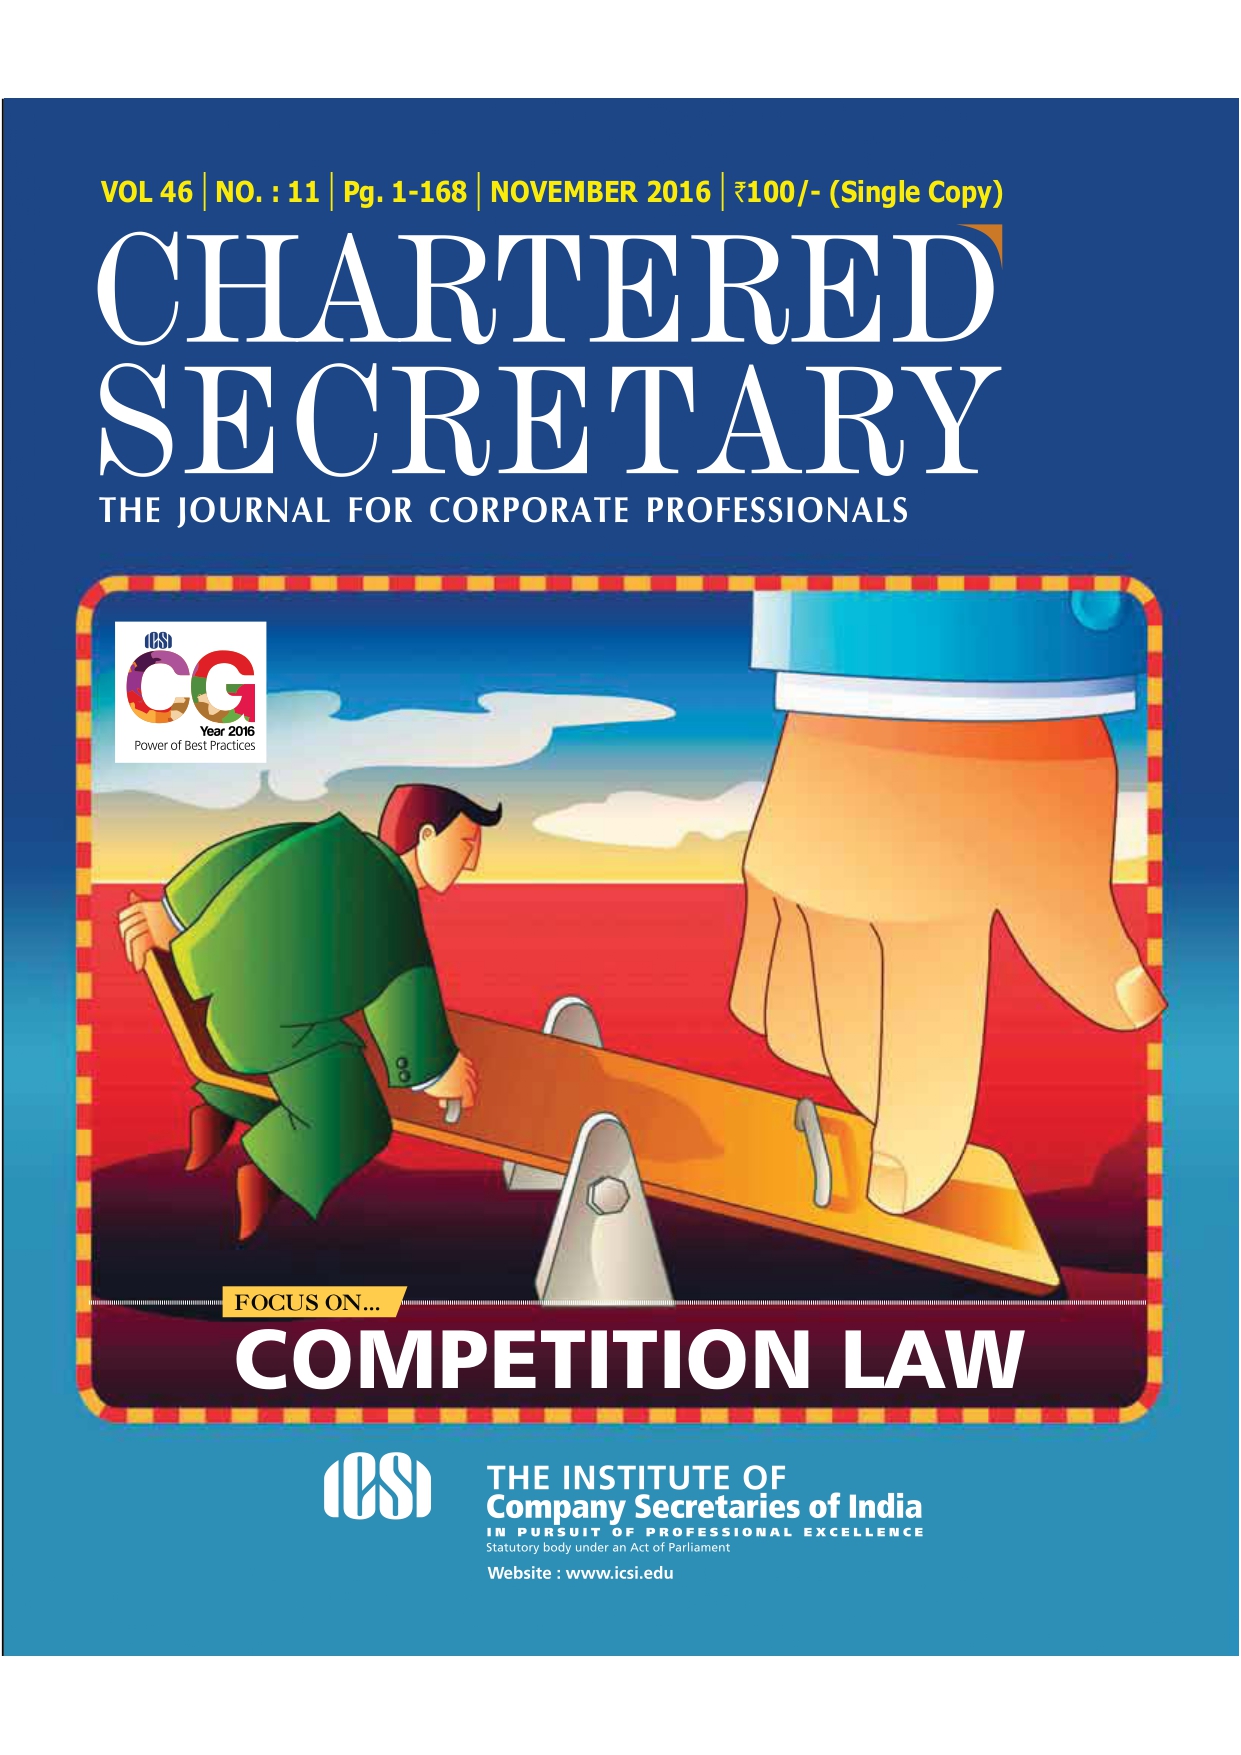 VOL 46 | NO. : 11 | Pg. 1-168 | NOVEMBER 2016 | ₹100/- (Single Copy)
CHARTERED
SECRETARY
THE JOURNAL FOR CORPORATE PROFESSIONALS
ICSI
CG
Year 2016
Power of Best Practices
FOCUS ON...
COMPETITION LAW
ICSI
THE INSTITUTE OF
Company Secretaries of India
IN PURSUIT OF PROFESSIONAL EXCELLENCE
Statutory body under an Act of Parliament
Website : www.icsi.edu